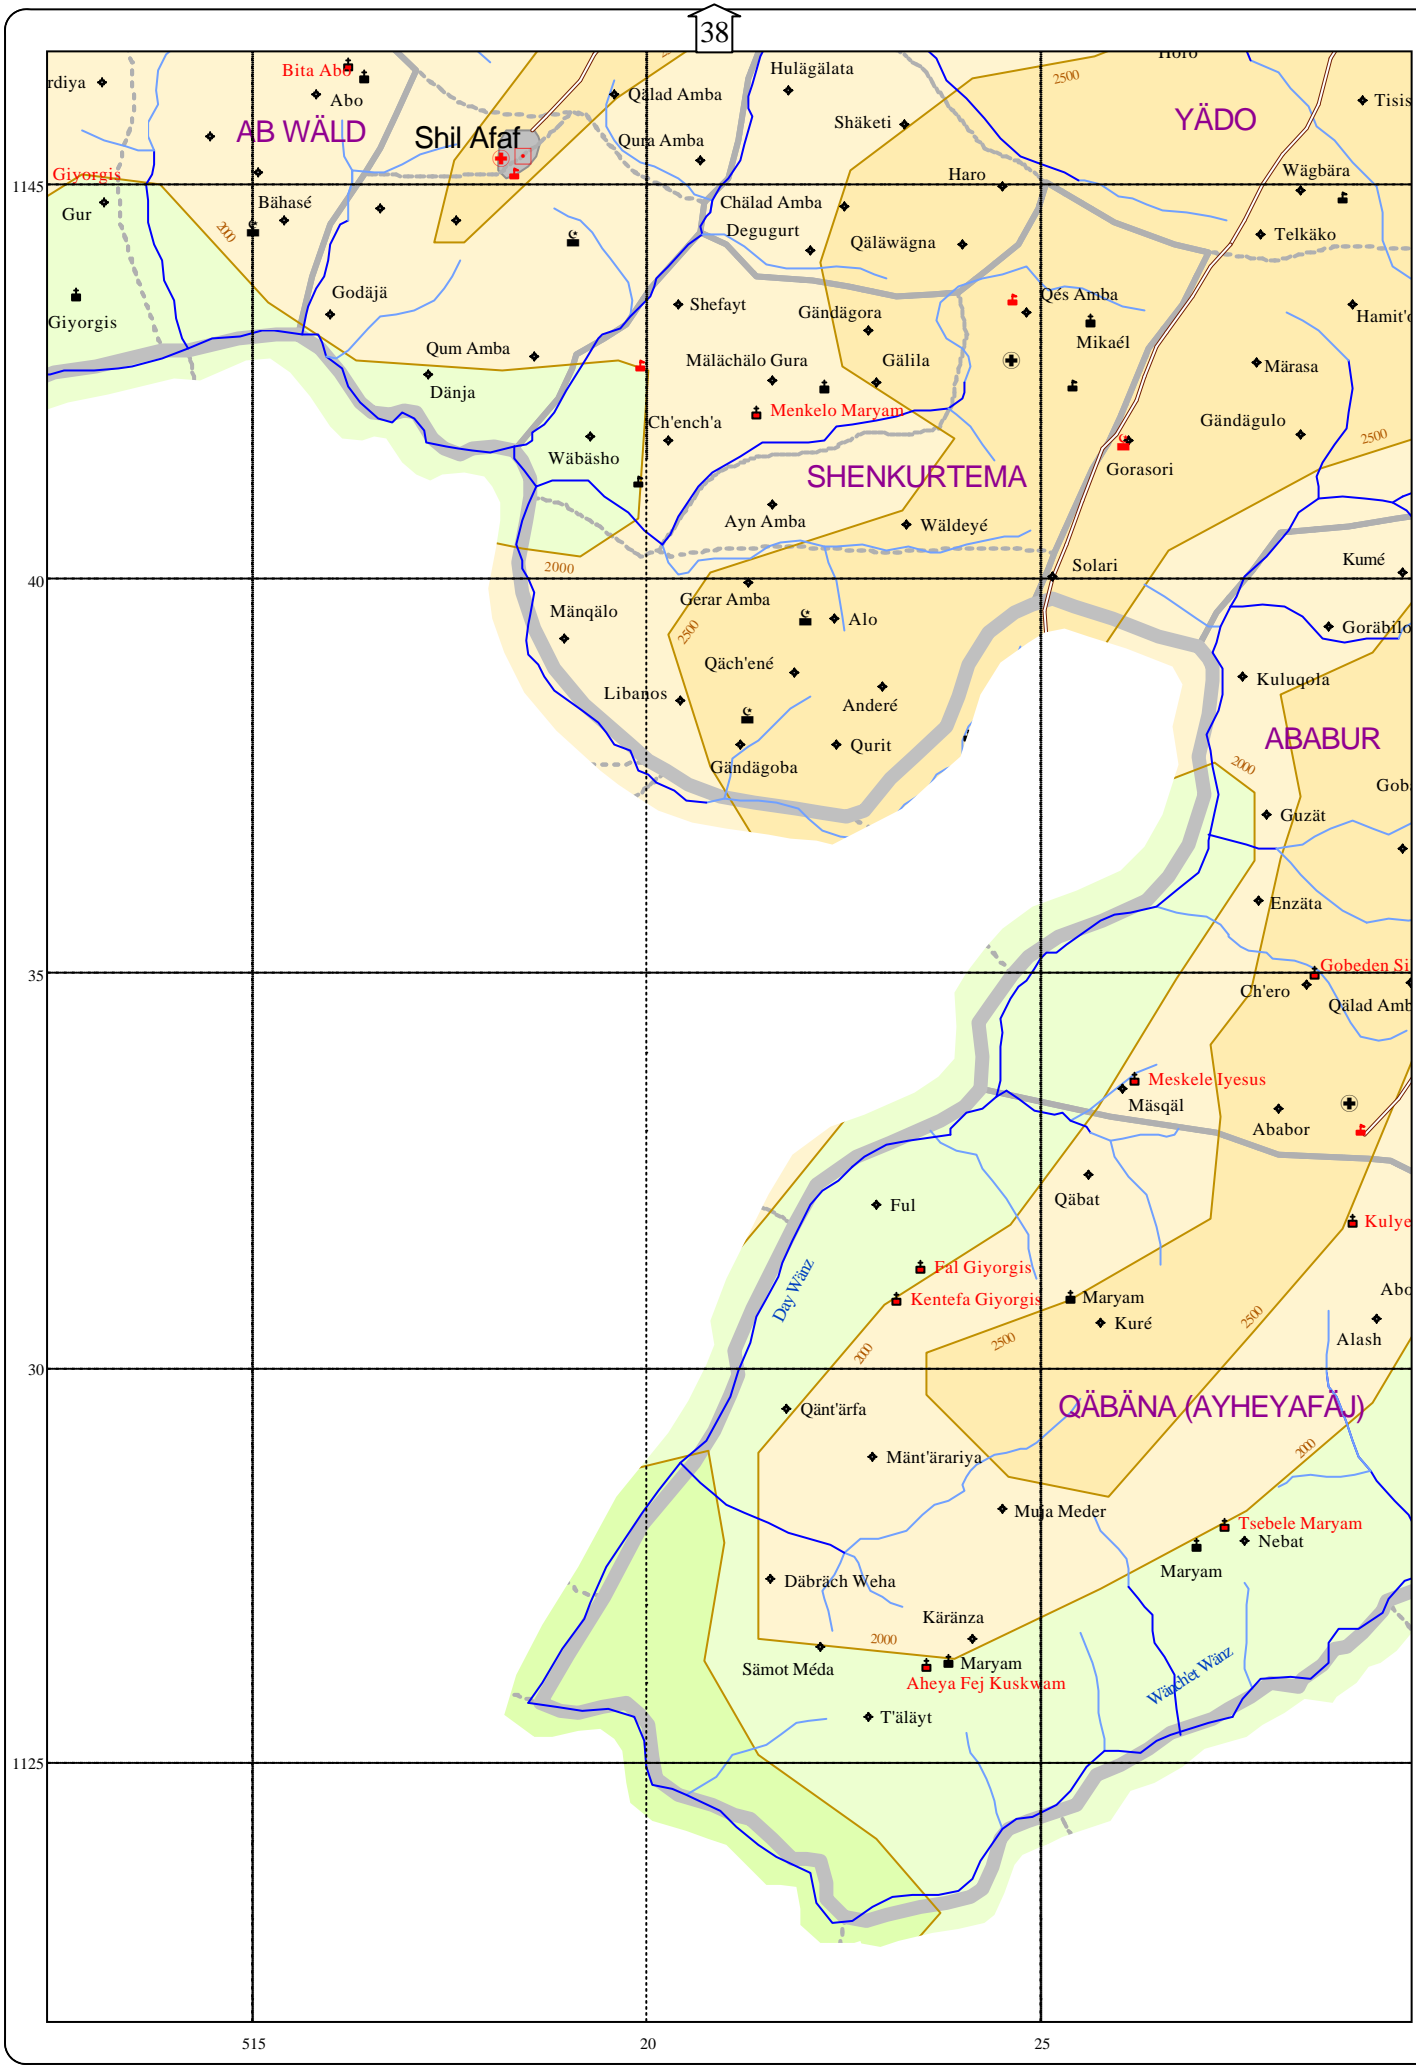 38
Horo
2500
Hulägälata
rdiya
Bita Abo
Abo
Qälad Amba
Tisis
AB WÄLD
Shil Afaf
Qura Amba
Shäketi
YÄDO
Giyorgis
Haro
Wägbära
1145
Gur
Bähasé
2000
Chälad Amba
Degugurt
Qäläwägna
Telkäko
Godäjä
Shefayt
Gändägora
Qés Amba
Mikaél
Hamit'o
Giyorgis
Qum Amba
Dänja
Mälächälo Gura
Gälila
Märasa
Menkelo Maryam
Ch'ench'a
Gändägulo
2500
Wäbäsho
SHENKURTEMA
Gorasori
Ayn Amba
Wäldeyé
2000
Solari
Kumé
40
Gerar Amba
Mänqälo
2500
Alo
Goräbilo
Qäch'ené
Kuluqola
Libanos
Anderé
Qurit
ABABUR
Gändägoba
2000
Gob
Guzät
Enzäta
35
Gobeden Si
Ch'ero
Qälad Amb
Meskele Iyesus
Mäsqäl
Ababor
Qäbat
Ful
Kulye
Day Wänz
Fal Giyorgis
Kentefa Giyorgis
Maryam
Abo
Kuré
2500
Alash
2500
2000
30
QÄBÄNA (AYHEYAFÄJ)
Qänt'ärfa
2000
Mänt'ärariya
Muja Meder
Tsebele Maryam
Nebat
Maryam
Däbräch Weha
Käränza
2000
Sämot Méda
Maryam
Aheya Fej Kuskwam
Wänch'et Wänz
T'äläyt
1125
515
20
25